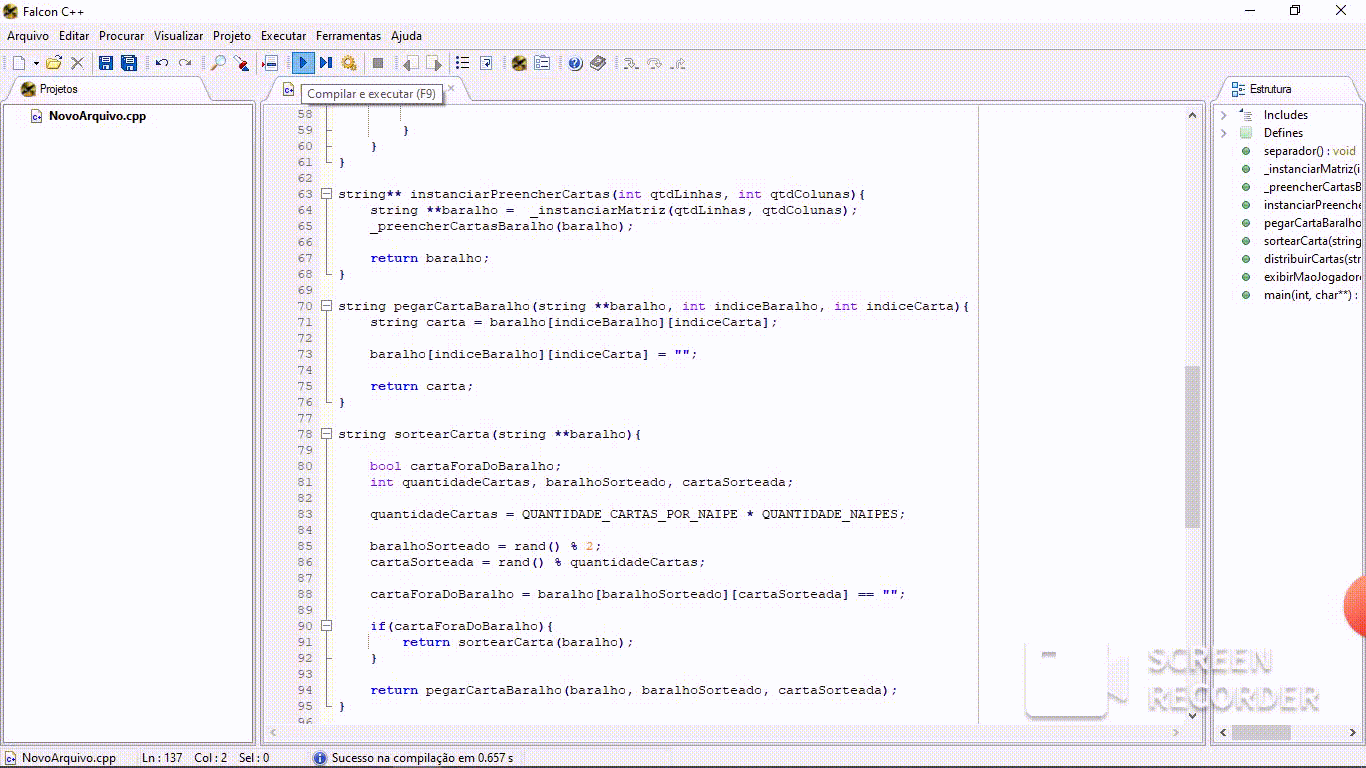 Falcon C++
Arquivo Editar Procurar Visualizar Projeto Executar Ferramentas Ajuda
Projetos
Compilar e executar (F9)
Estrutura
NovoArquivo.cpp
Includes
Defines
separador() : void
_instanciarMatriz(i
_preencherCartasB
instanciarPreenche
pegarCartaBaralho
sortearCarta(string
distribuirCartas(str
exibirMaoJogador
main(int, char**) :
58
59 }
60 }
61 }
62
63 string** instanciarPreencherCartas(int qtdLinhas, int qtdColunas){
64 string **baralho = _instanciarMatriz(qtdLinhas, qtdColunas);
65 _preencherCartasBaralho(baralho);
66
67 return baralho;
68 }
69
70 string pegarCartaBaralho(string **baralho, int indiceBaralho, int indiceCarta){
71 string carta = baralho[indiceBaralho][indiceCarta];
72
73 baralho[indiceBaralho][indiceCarta] = "";
74
75 return carta;
76 }
77
78 string sortearCarta(string **baralho){
79
80 bool cartaForaDoBaralho;
81 int quantidadeCartas, baralhoSorteado, cartaSorteada;
82
83 quantidadeCartas = QUANTIDADE_CARTAS_POR_NAIPE * QUANTIDADE_NAIPES;
84
85 baralhoSorteado = rand() % 2;
86 cartaSorteada = rand() % quantidadeCartas;
87
88 cartaForaDoBaralho = baralho[baralhoSorteado][cartaSorteada] == "";
89
90 if(cartaForaDoBaralho){
91 return sortearCarta(baralho);
92 }
93
94 return pegarCartaBaralho(baralho, baralhoSorteado, cartaSorteada);
95 }
96
SCREEN
RECORDER
NovoArquivo.cpp Ln : 137 Col : 2 Sel : 0 Sucesso na compilação em 0.657 s